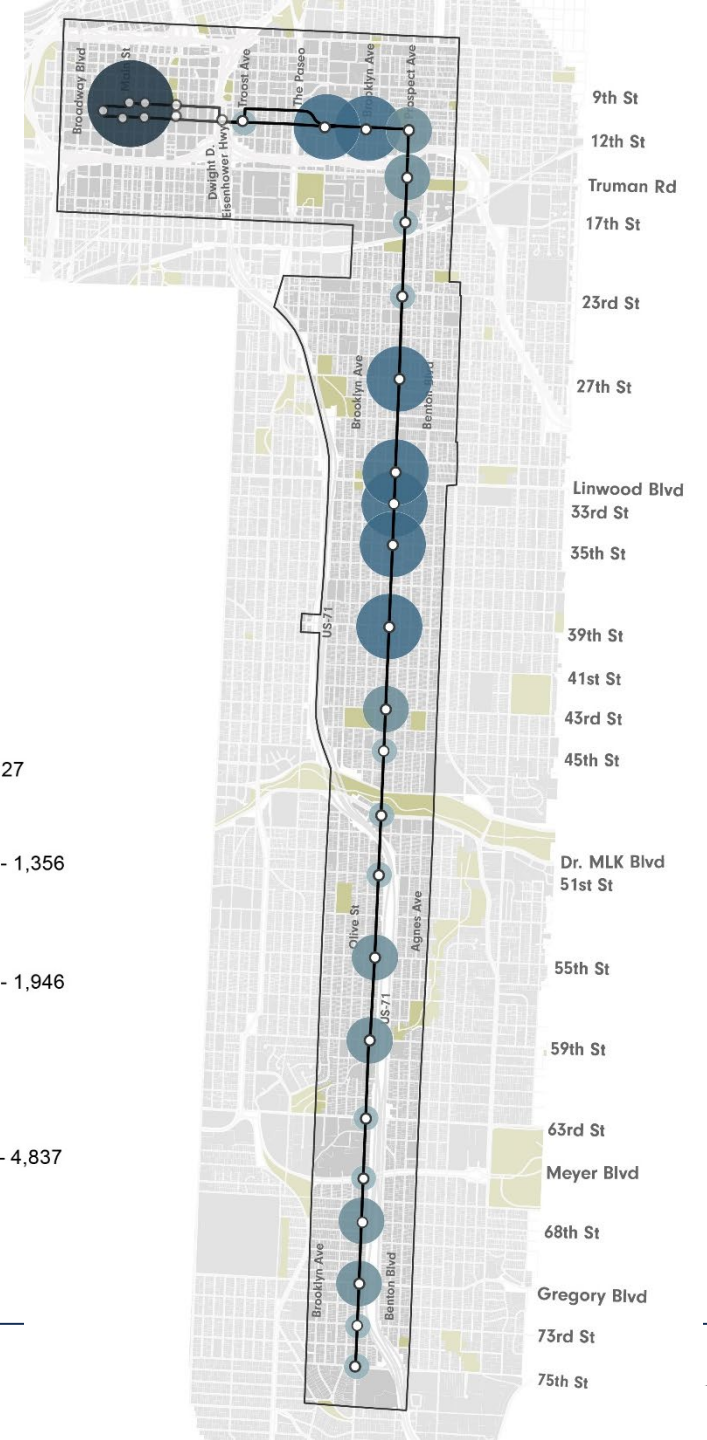 Broadway Blvd
Main St
Troost Ave
The Paseo
Brooklyn Ave
Prospect Ave
Dwight D.
Eisenhower Hwy
9th St
12th St
Truman Rd
17th St
23rd St
Brooklyn Ave
Benton Blvd
27th St
Linwood Blvd
33rd St
35th St
US-71
39th St
41st St
43rd St
45th St
27
- 1,356
Dr. MLK Blvd
51st St
Olive St
Agnes Ave
55th St
- 1,946
US-71
59th St
63rd St
- 4,837
Meyer Blvd
68th St
Brooklyn Ave
Benton Blvd
Gregory Blvd
73rd St
75th St